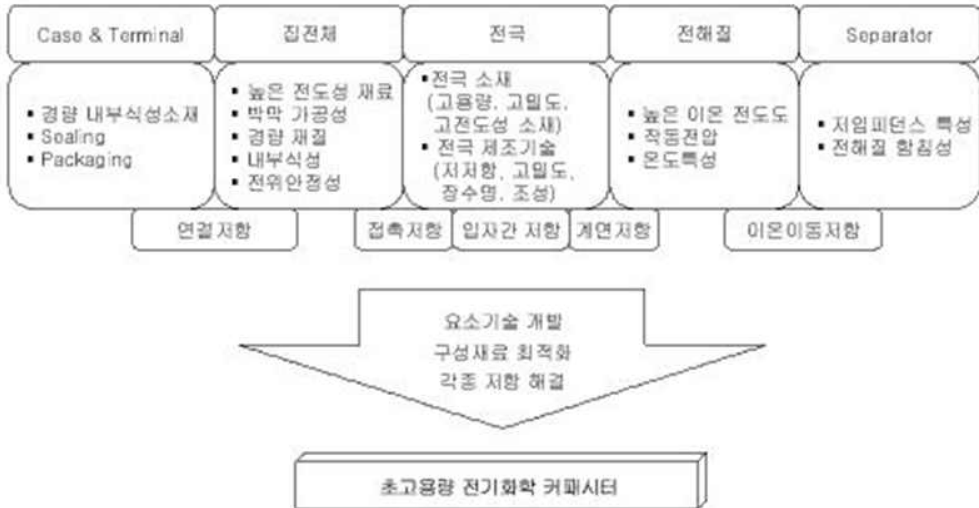 Case & Terminal
집전체
전극
전해질
Separator
▪ 경량 내부식성소재
▪ Sealing
▪ Packaging
▪ 높은 전도성 재료
▪ 박막 가공성
▪ 경량 재질
▪ 내부식성
▪ 전위안정성
▪ 전극 소재
(고용량, 고밀도,
고전도성 소재)
▪ 전극 제조기술
(저저항, 고밀도,
장수명, 조성)
▪ 높은 이온 전도도
▪ 작동전압
▪ 온도특성
▪ 저임피던스 특성
▪ 전해질 함침성
연결저항
접촉저항
입자간 저항
계면저항
이온이동저항
요소기술 개발
구성재료 최적화
각종 저항 해결
초고용량 전기화학 커패시터